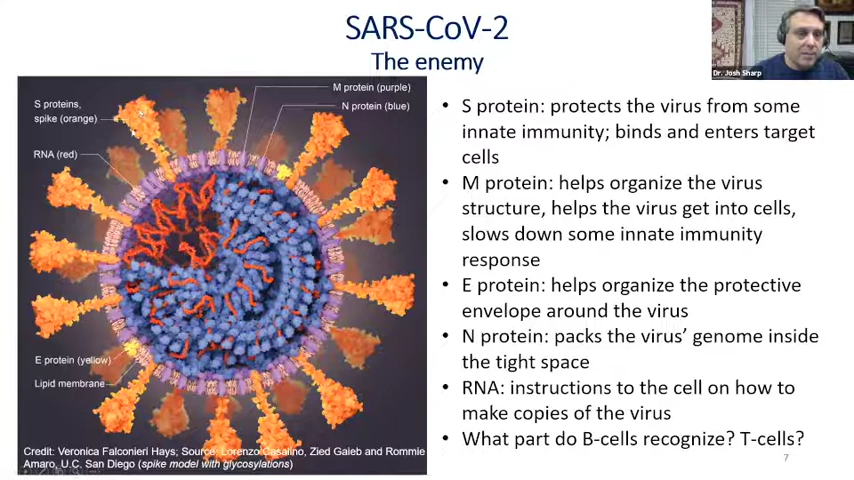 SARS-CoV-2
The enemy
Dr. Josh Sharp
S proteins,
spike (orange)
RNA (red)
M protein (purple)
N protein (blue)
E protein (yellow)
Lipid membrane
Credit: Veronica Falconieri Hays; Source: Lorenzo Casalino, Zied Gaieb and Rommie
Amaro, U.C. San Diego (spike model with glycosylations)
• S protein: protects the virus from some
innate immunity; binds and enters target
cells
• M protein: helps organize the virus
structure, helps the virus get into cells,
slows down some innate immunity
response
• E protein: helps organize the protective
envelope around the virus
• N protein: packs the virus’ genome inside
the tight space
• RNA: instructions to the cell on how to
make copies of the virus
• What part do B-cells recognize? T-cells?
7